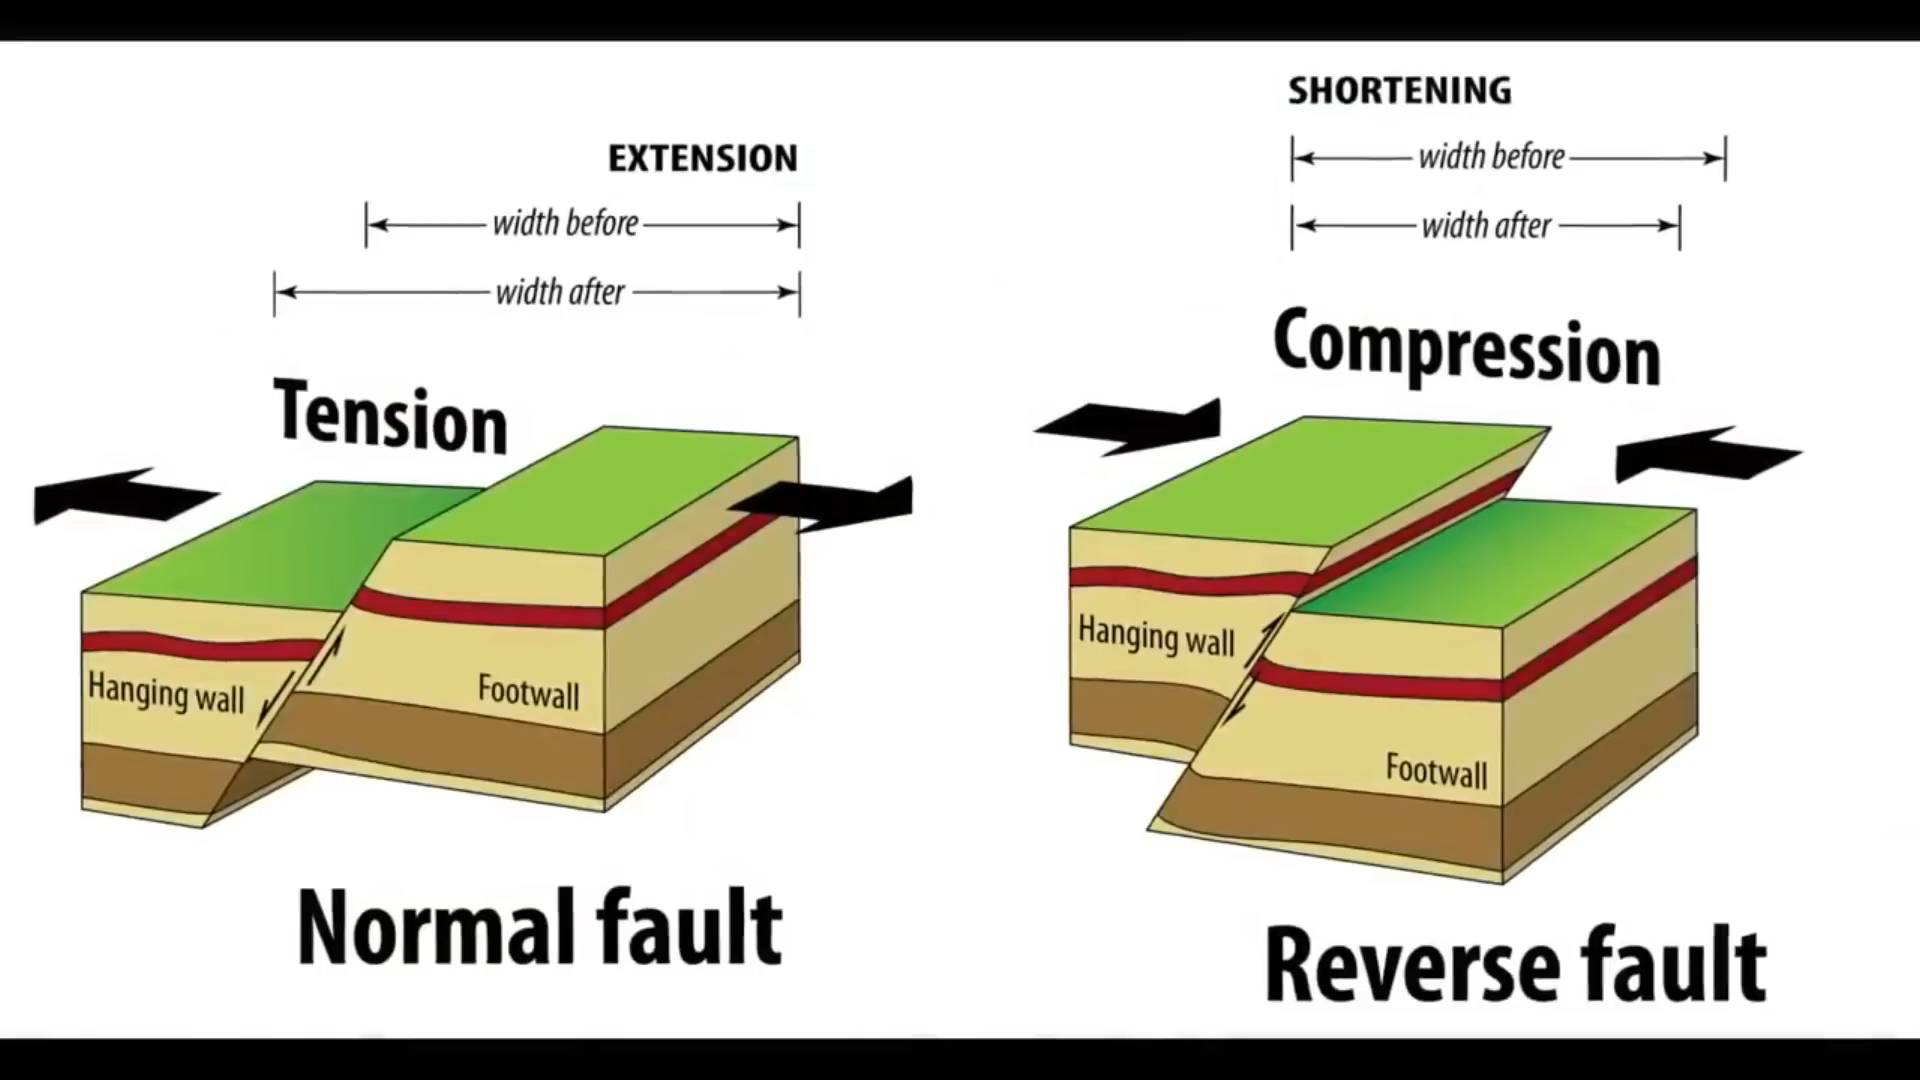 EXTENSION
width before
width after
Tension
Hanging wall
Footwall
Normal fault
SHORTENING
width before
width after
Compression
Hanging wall
Footwall
Reverse fault